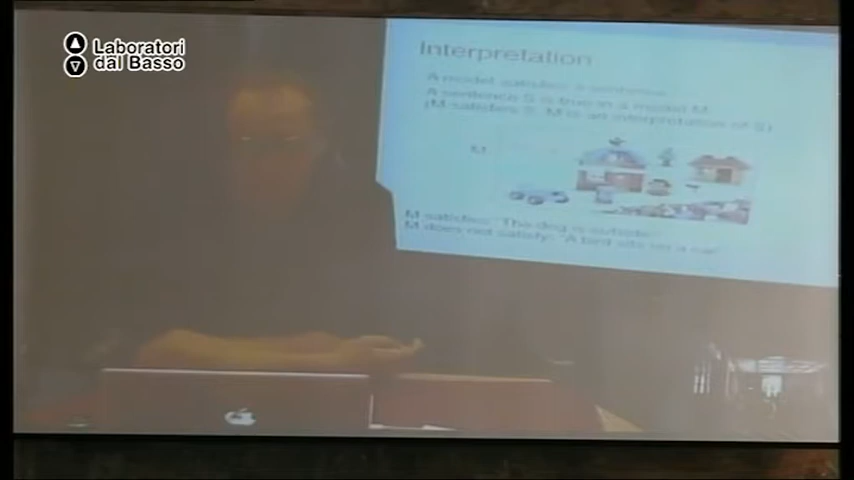 Laboratori
dal Basso
Interpretation
A model satisfies a sentence
A sentence S is true in a model M
(M satisfies S, M is an interpretation of S)
M
M satisfies: "The dog is outside"
M does not satisfy: "A bird sits on a car"